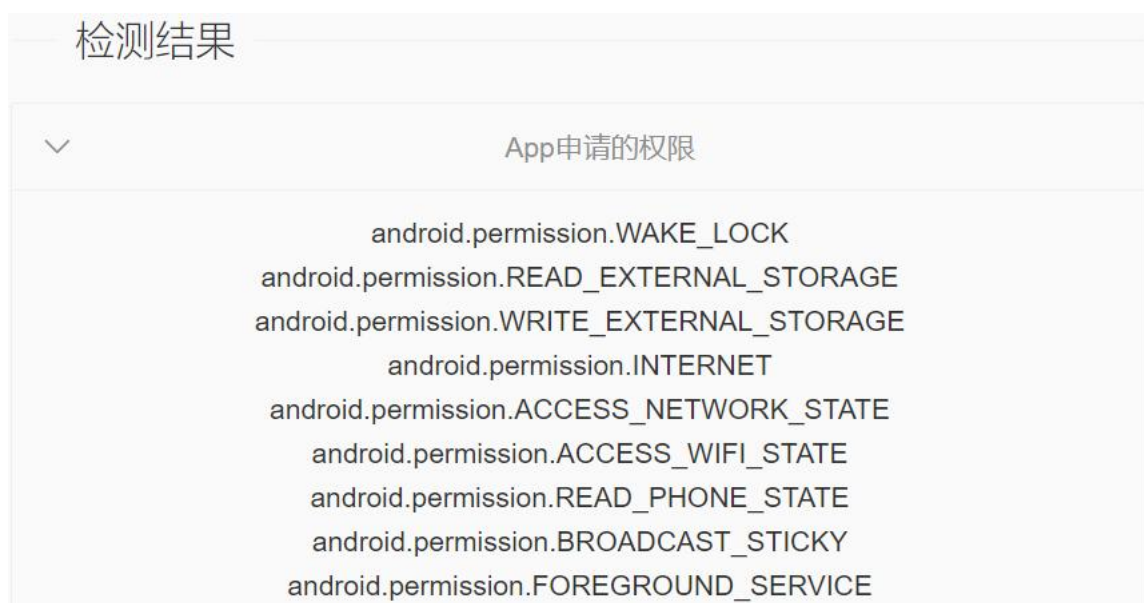 检测结果
App申请的权限
android.permission.WAKE_LOCK
android.permission.READ_EXTERNAL_STORAGE
android.permission.WRITE_EXTERNAL_STORAGE
android.permission.INTERNET
android.permission.ACCESS_NETWORK_STATE
android.permission.ACCESS_WIFI_STATE
android.permission.READ_PHONE_STATE
android.permission.BROADCAST_STICKY
android.permission.FOREGROUND_SERVICE